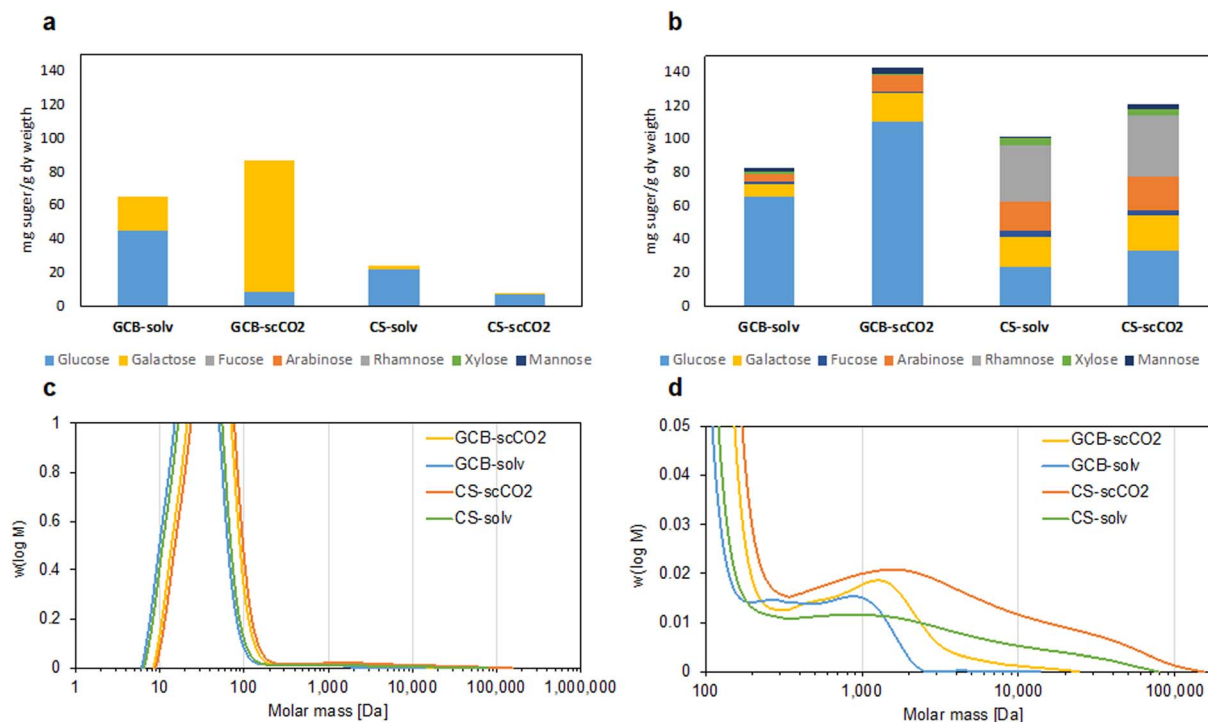 a
mg suger/g dy weigth
140
120
100
80
60
40
20
0
GCB-solv GCB-scCO2 CS-solv CS-scCO2
Glucose Galactose Fucose Arabinose Rhamnose Xylose Mannose
b
mg suger/g dy weigth
140
120
100
80
60
40
20
0
GCB-solv GCB-scCO2 CS-solv CS-scCO2
Glucose Galactose Fucose Arabinose Rhamnose Xylose Mannose
c
w(log M)
1
0.8
0.6
0.4
0.2
0
GCB-scCO2
GCB-solv
CS-scCO2
CS-solv
1 10 100 1,000 10,000 100,000 1,000,000
Molar mass [Da]
d
w(log M)
0.05
0.04
0.03
0.02
0.01
0
GCB-scCO2
GCB-solv
CS-scCO2
CS-solv
100 1,000 10,000 100,000
Molar mass [Da]